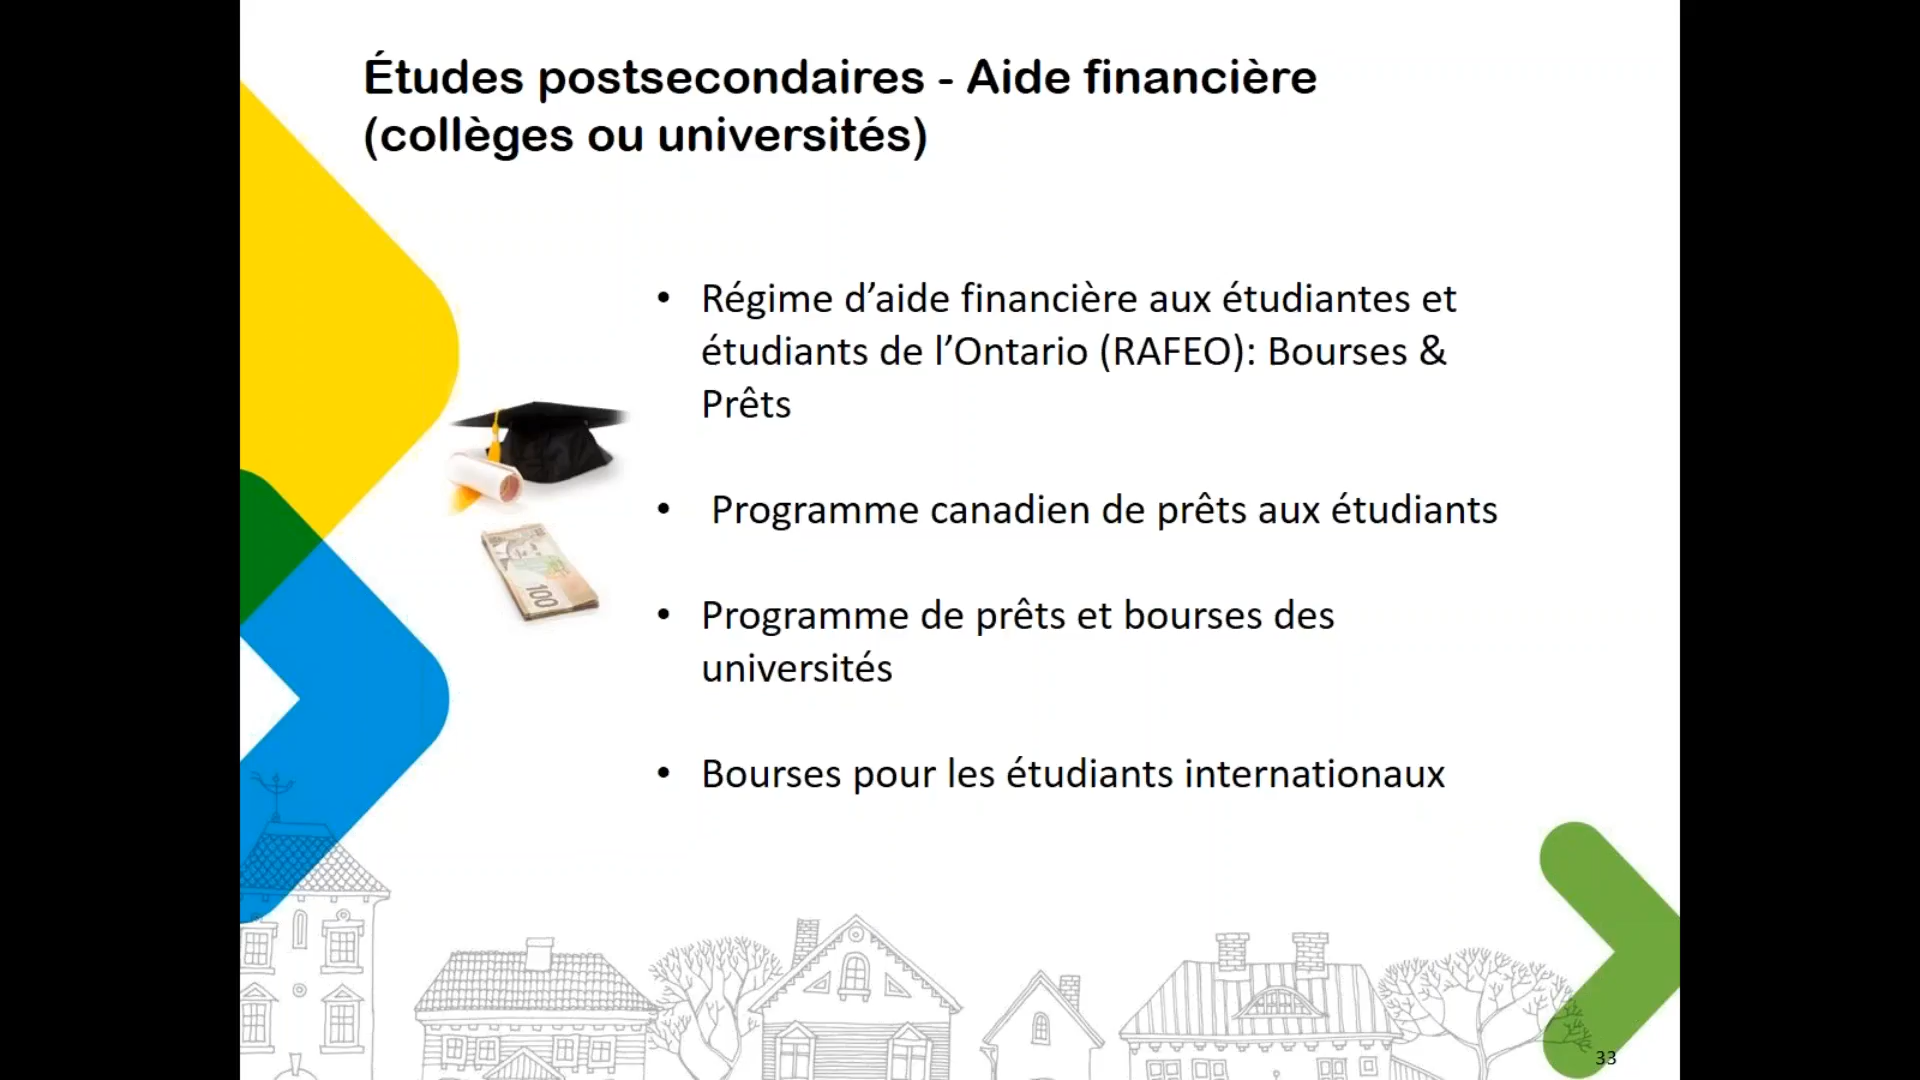 Études postsecondaires - Aide financière
(collèges ou universités)
• Régime d’aide financière aux étudiantes et
étudiants de l’Ontario (RAFEO): Bourses &
Prêts
• Programme canadien de prêts aux étudiants
• Programme de prêts et bourses des
universités
• Bourses pour les étudiants internationaux
100
33